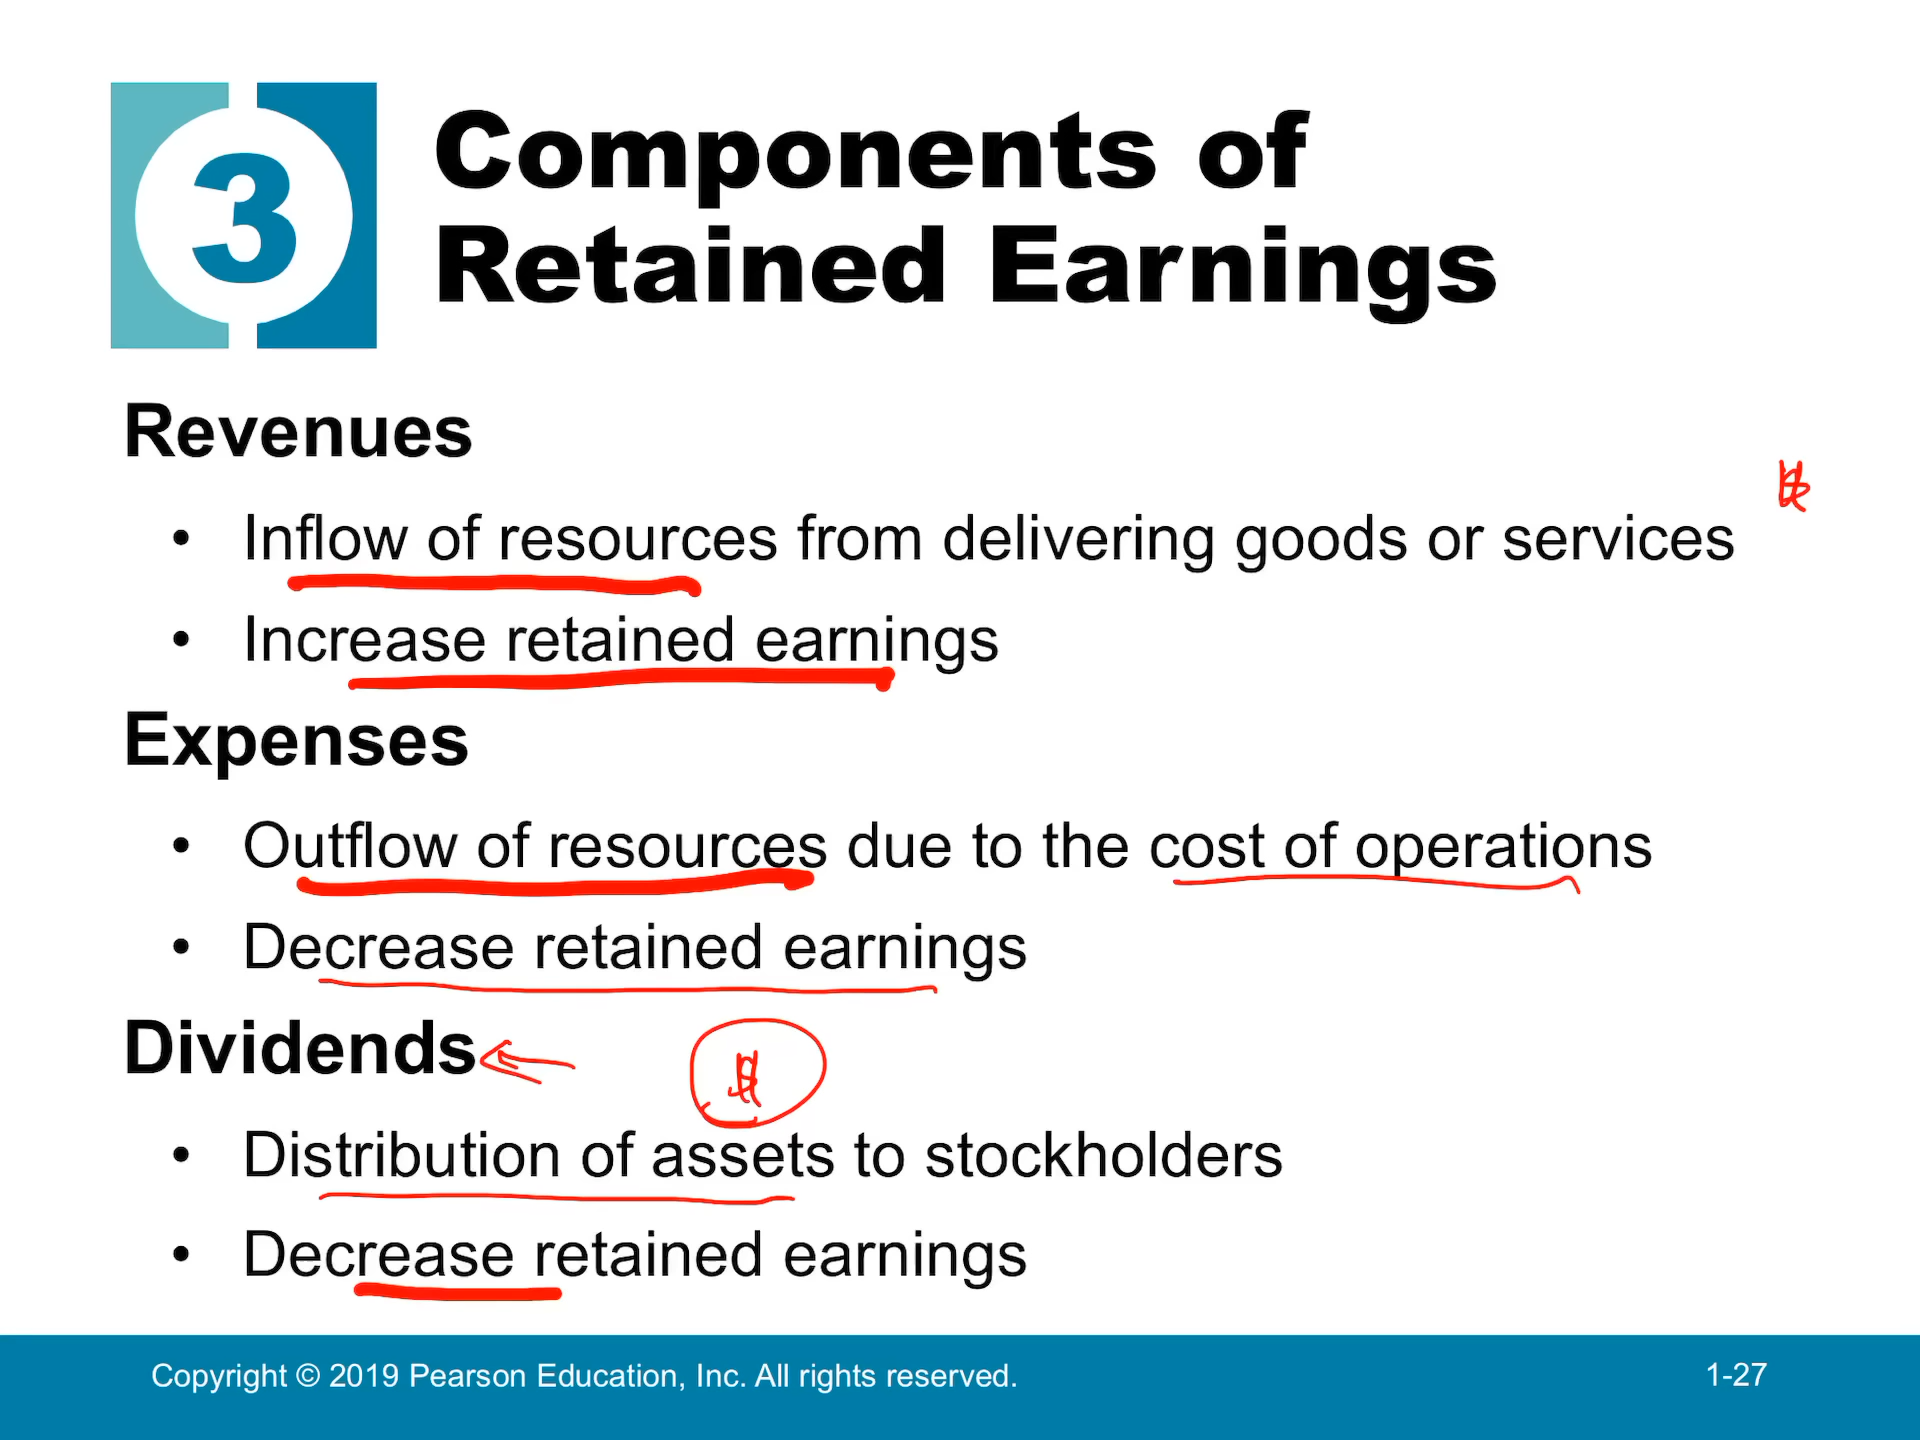 3
Components of
Retained Earnings
Revenues
$
• Inflow of resources from delivering goods or services
• Increase retained earnings
Expenses
• Outflow of resources due to the cost of operations
• Decrease retained earnings
Dividends
$
• Distribution of assets to stockholders
• Decrease retained earnings
Copyright © 2019 Pearson Education, Inc. All rights reserved.
1-27